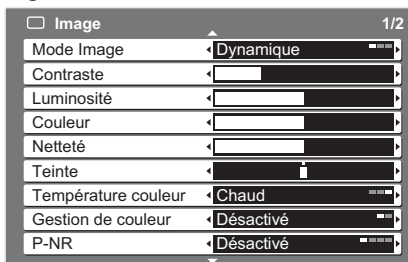 Image 1/2
Mode Image Dynamique
Contraste
Luminosité
Couleur
Netteté
Teinte
Température couleur Chaud
Gestion de couleur Désactivé
P-NR Désactivé